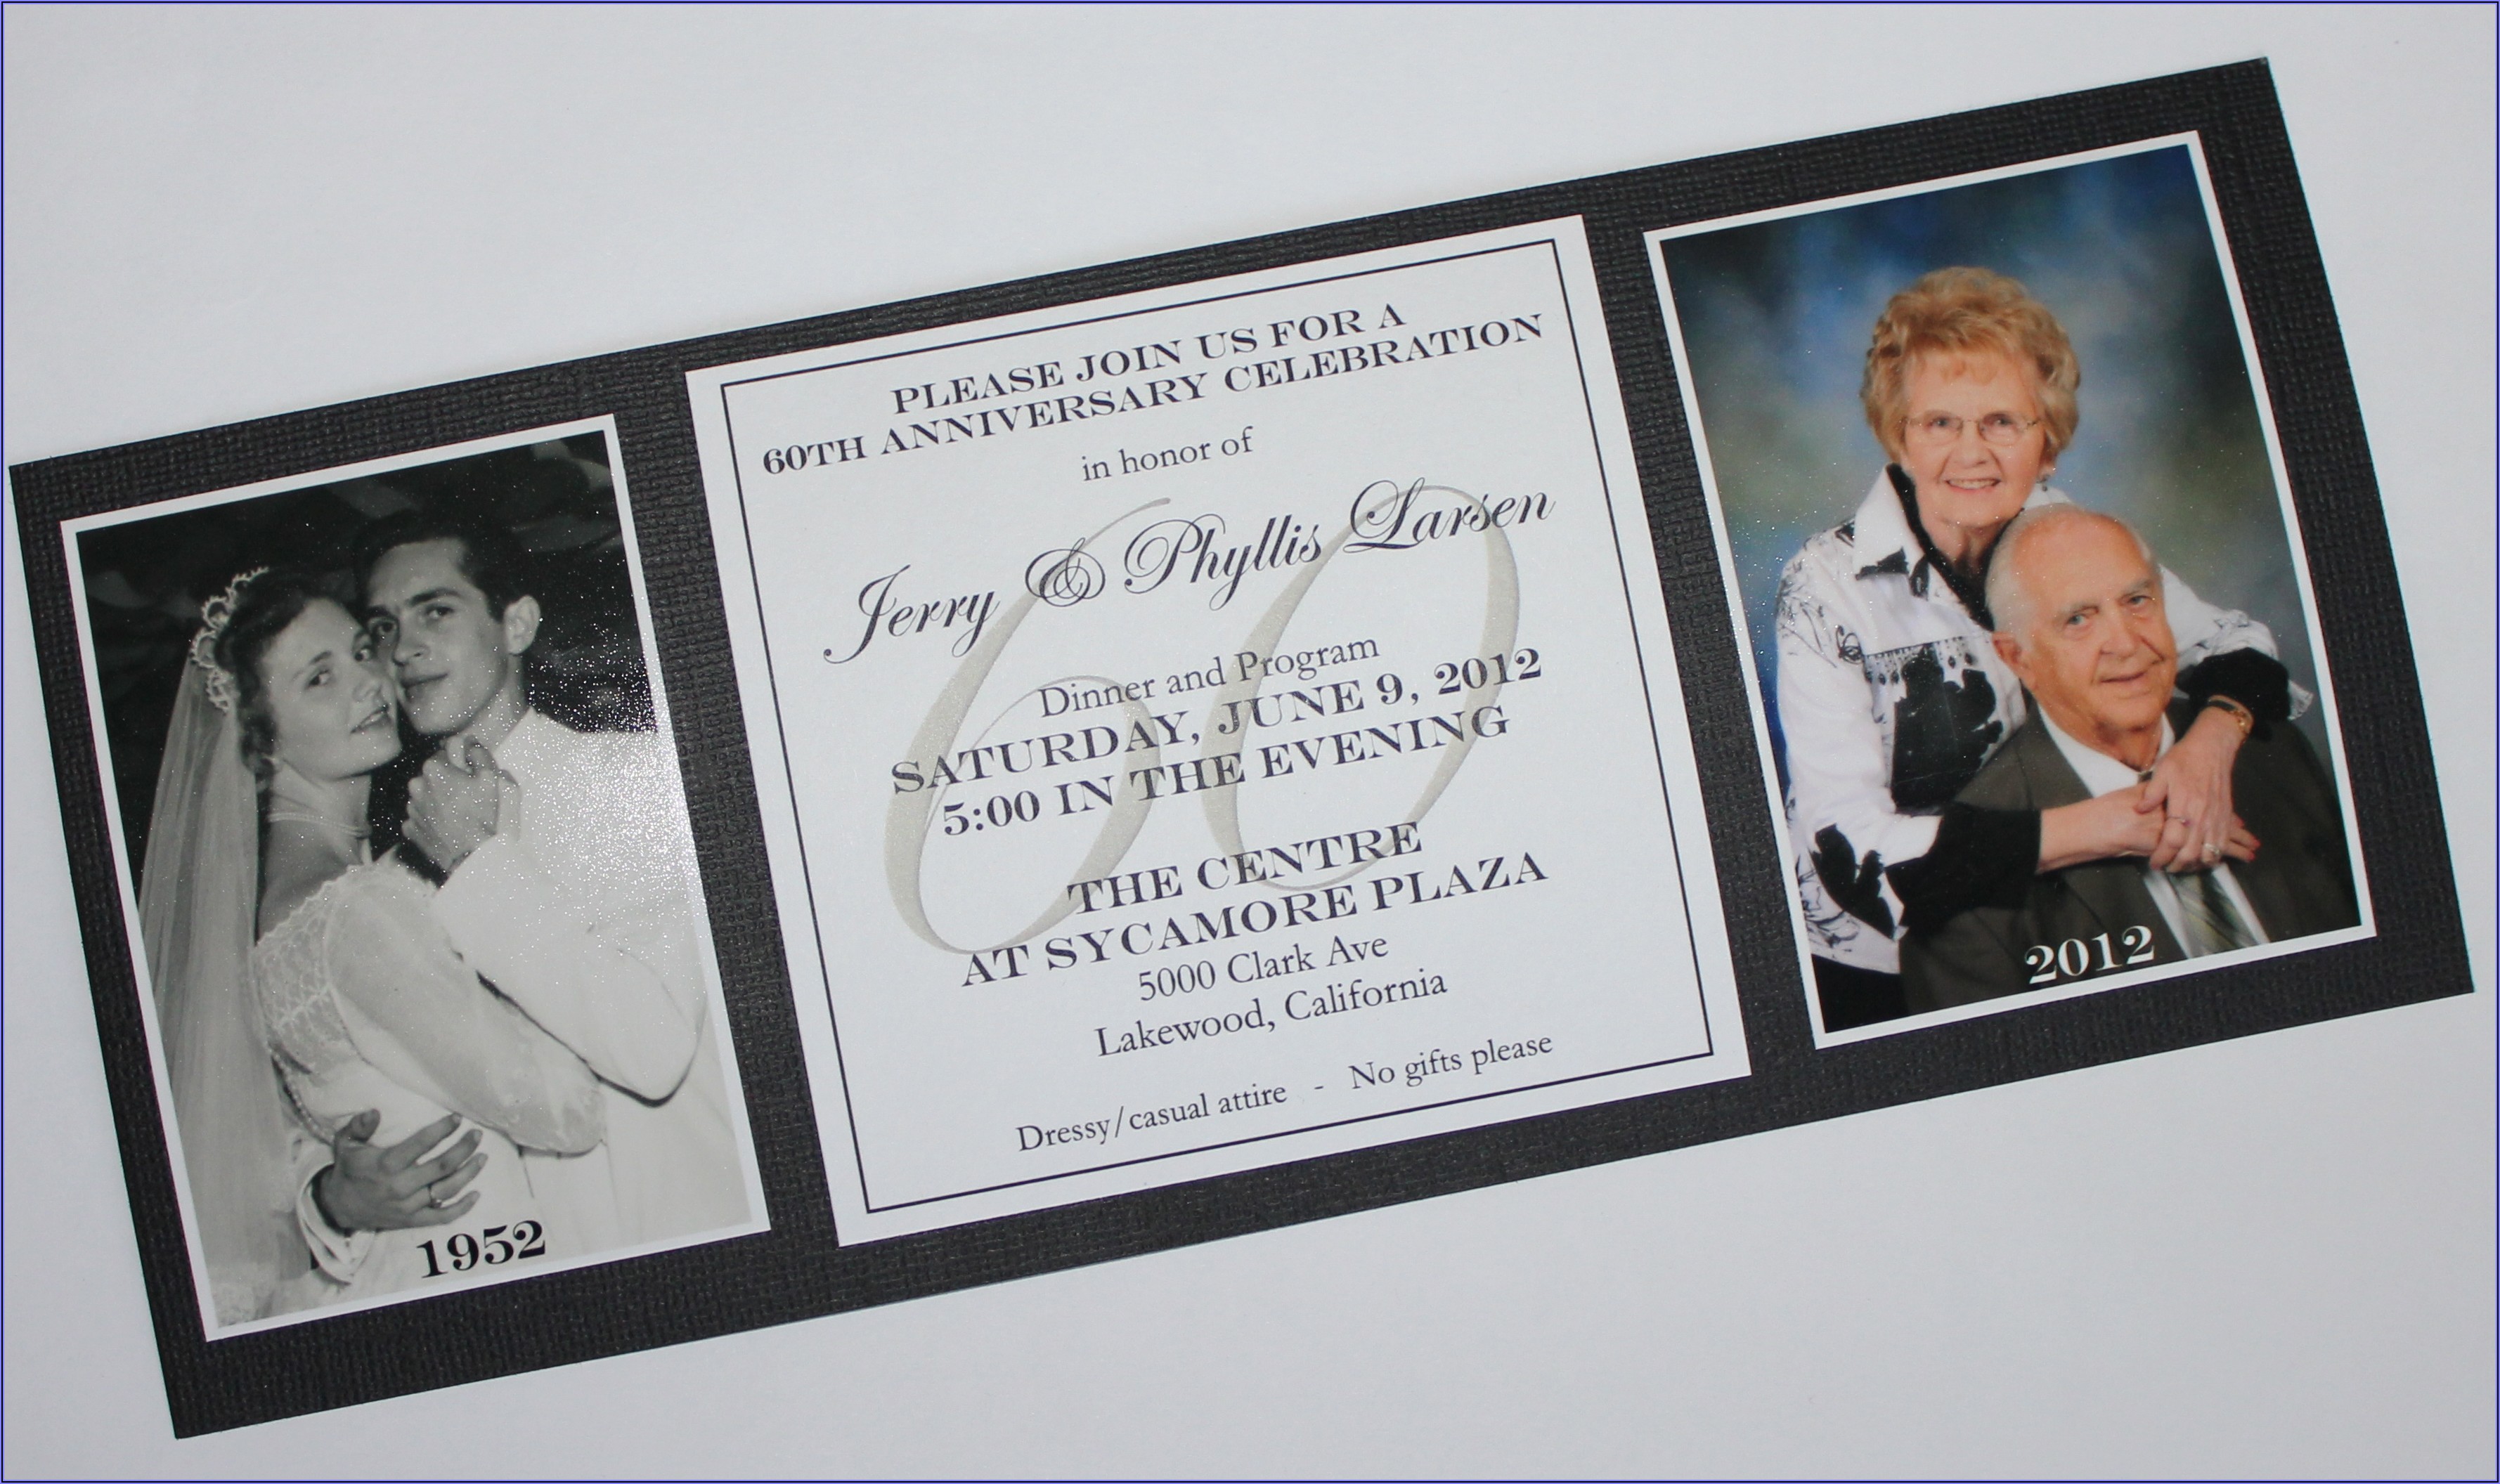 PLEASE JOIN US FOR A
60TH ANNIVERSARY CELEBRATION
in honor of
Jerry & Phyllis Larsen
60
Dinner and Program
SATURDAY, JUNE 9, 2012
5:00 IN THE EVENING
THE CENTRE
AT SYCAMORE PLAZA
5000 Clark Ave
Lakewood, California
Dressy/casual attire - No gifts please
1952
2012